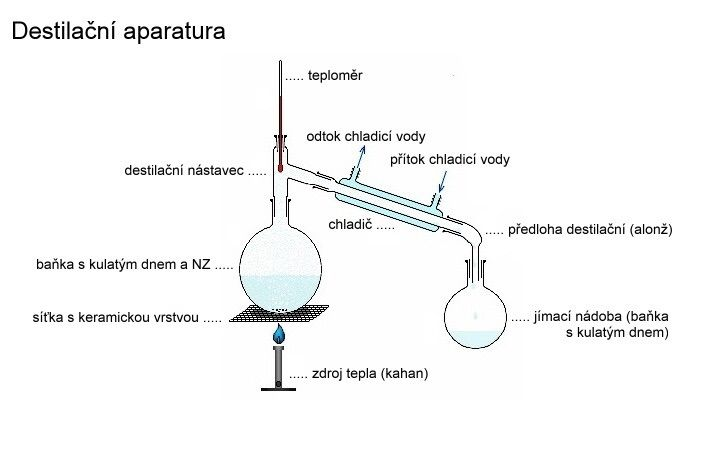 Destilační aparatura
..... teploměr
odtok chladicí vody
přítok chladicí vody
destilační nástavec .....
chladič .....
..... předloha destilační (alonž)
baňka s kulatým dnem a NZ .....
síťka s keramickou vrstvou .....
..... jímací nádoba (baňka
s kulatým dnem)
..... zdroj tepla (kahan)